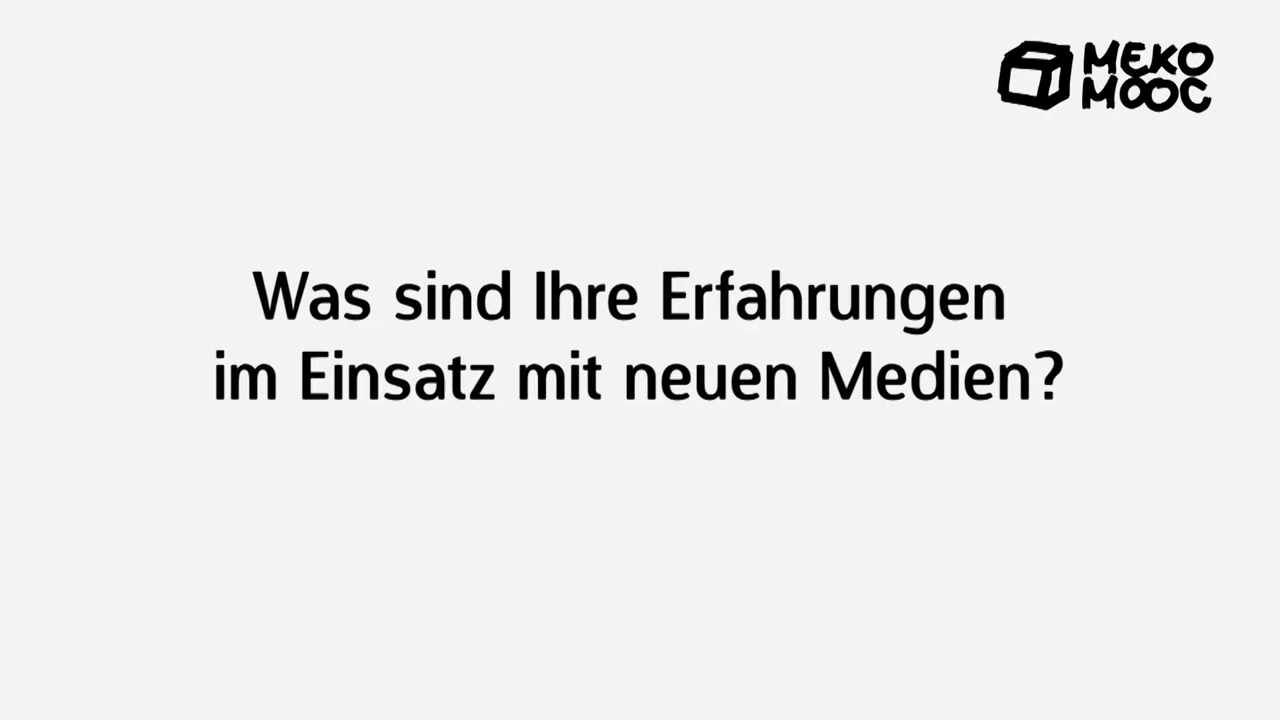 MEKO
MOOC
Was sind Ihre Erfahrungen
im Einsatz mit neuen Medien?